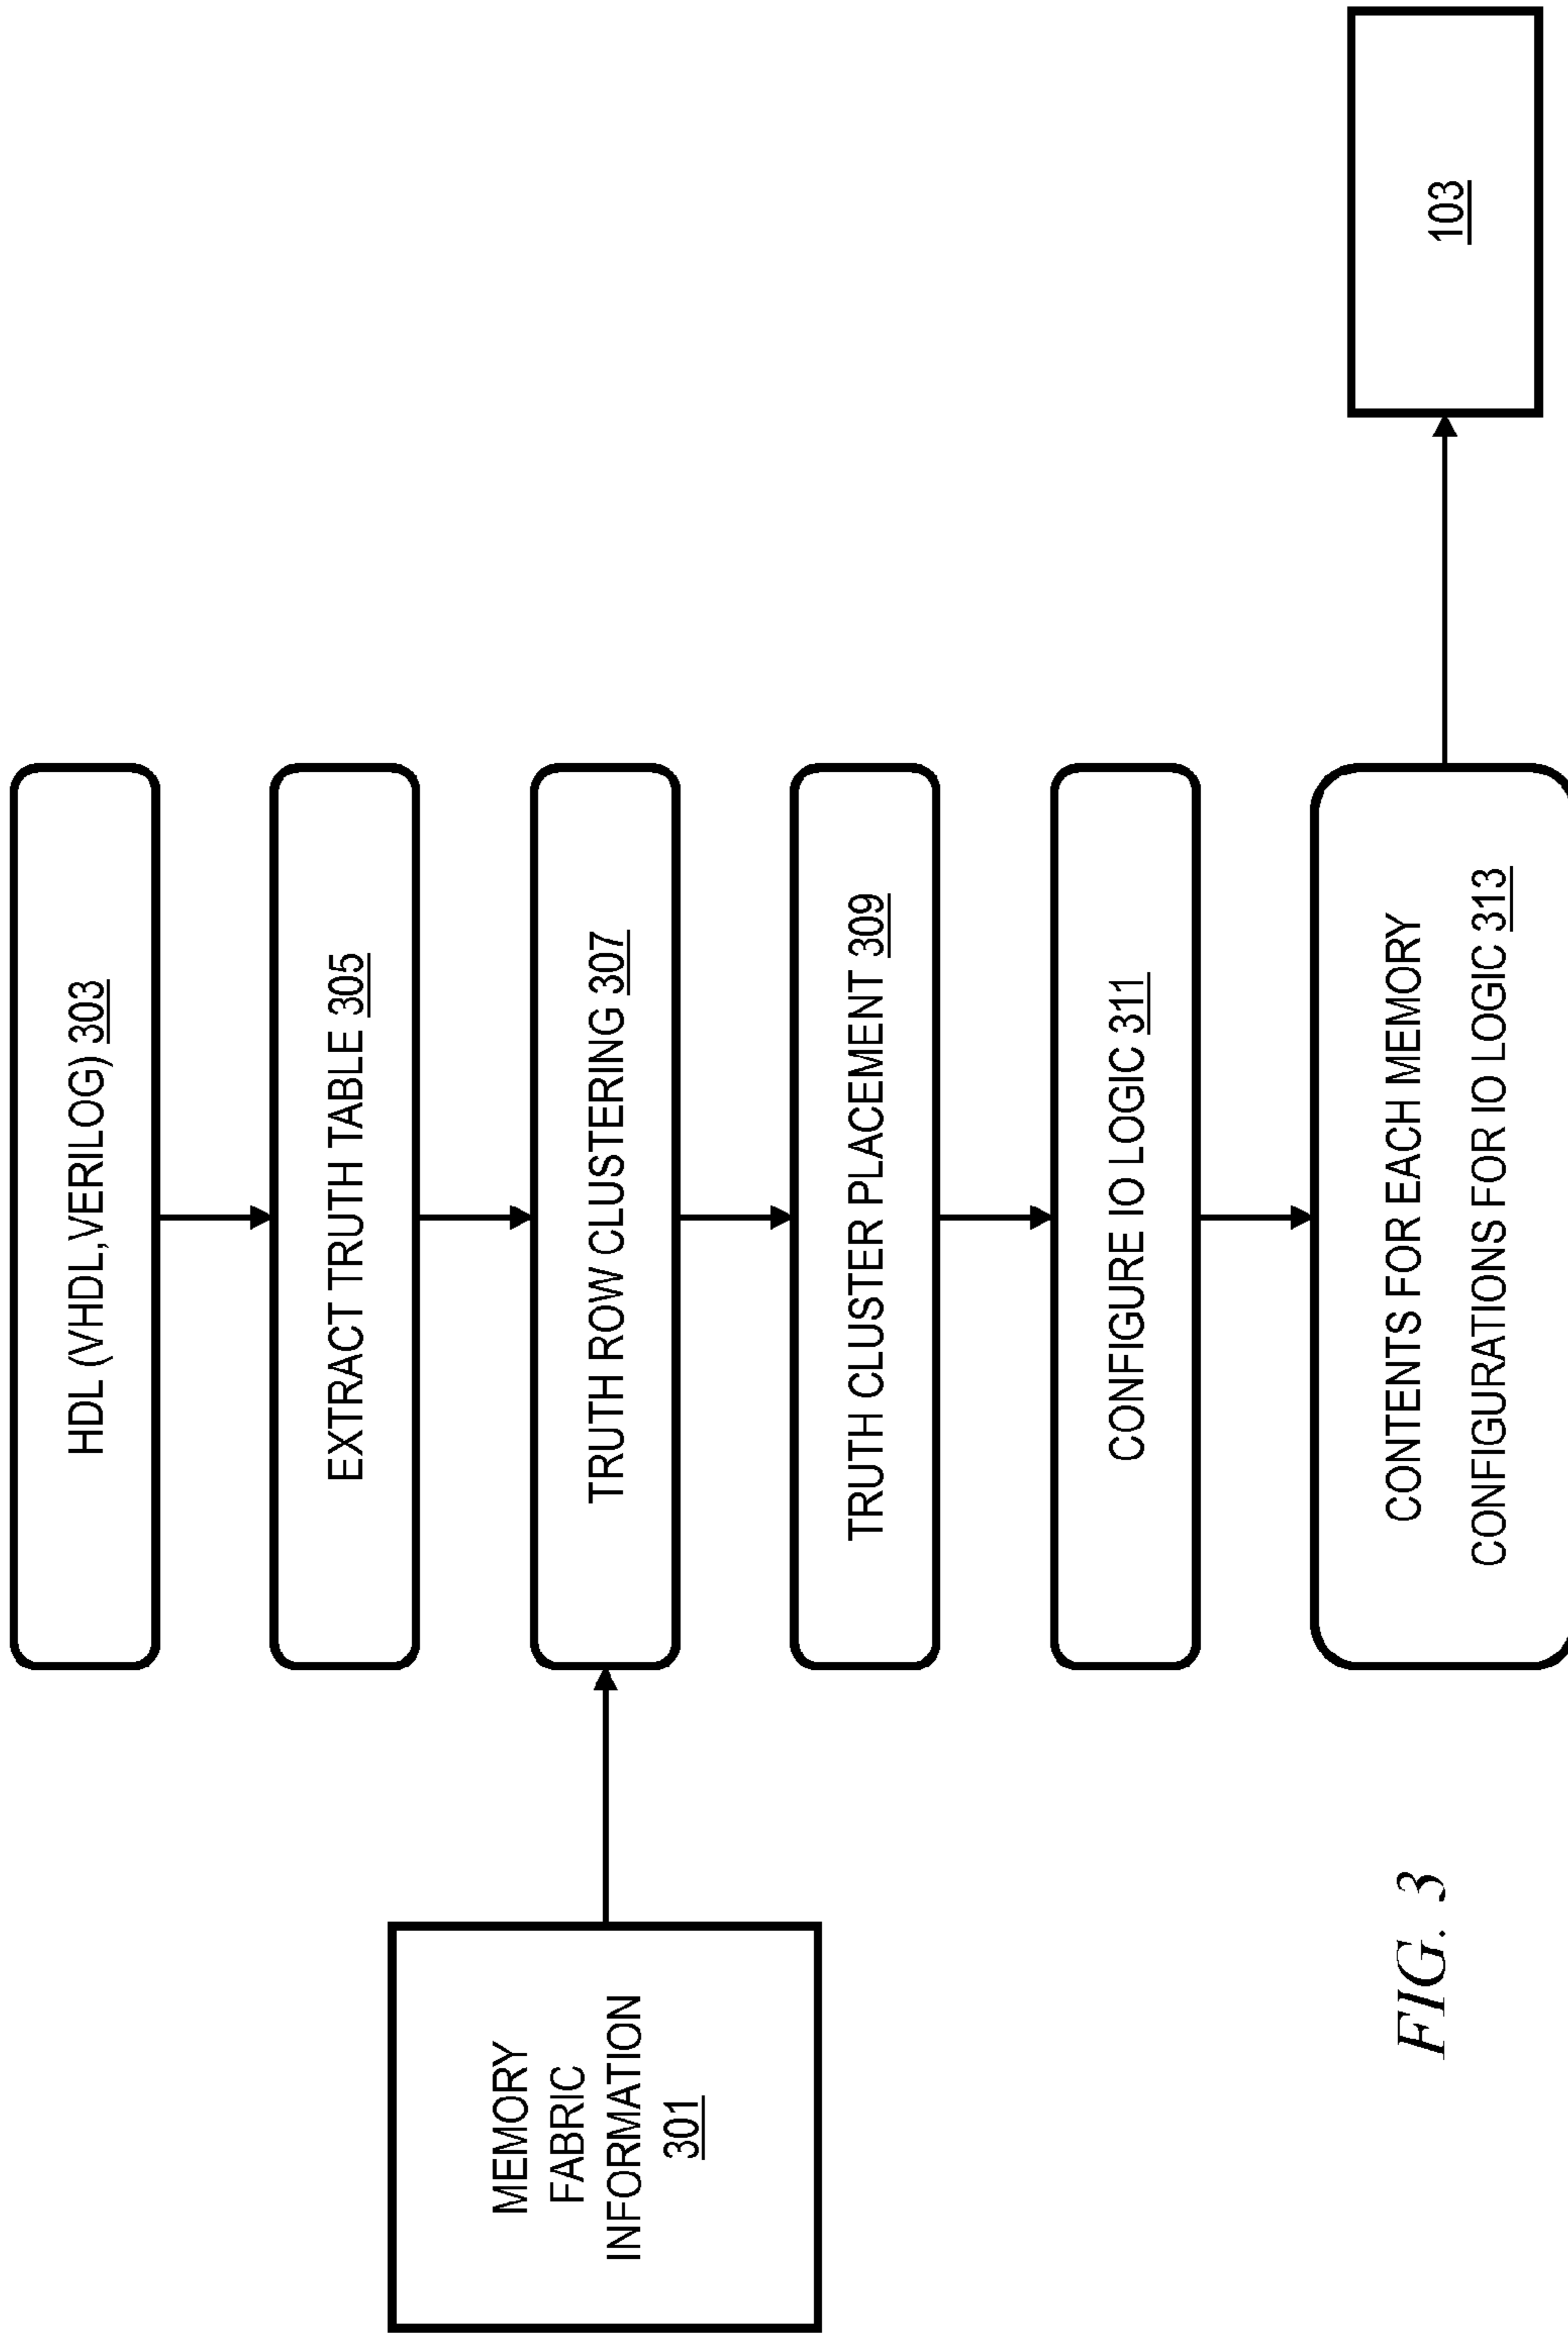 HDL (VHDL,VERILOG) 303
EXTRACT TRUTH TABLE 305
MEMORY
FABRIC
INFORMATION
301
TRUTH ROW CLUSTERING 307
TRUTH CLUSTER PLACEMENT 309
CONFIGURE IO LOGIC 311
CONTENTS FOR EACH MEMORY
CONFIGURATIONS FOR IO LOGIC 313
103
FIG. 3